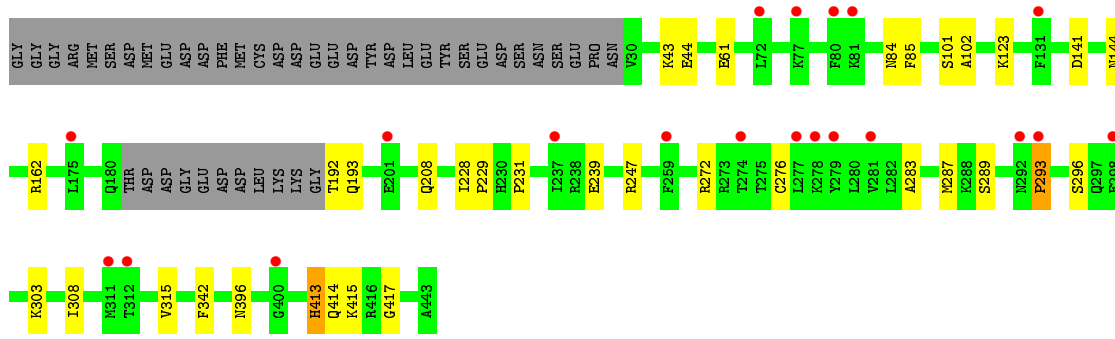 GLY GLY GLY ARG MET SER ASP ASP MET GLU ASP ASP PHE MET CYS ASP ASP GLU GLU ASP TYR ASP LEU GLU TYR SER GLU ASP SER ASN SER GLU PRO ASN V30 K43 E44 E61 L72 K77 F80 K81 N84 F85 S101 A102 K123 F131 D141 N144
R162 L175 Q180 THR ASP ASP GLY GLU ASP ASP LEU LYS LYS GLY T192 Q193 E201 Q208 I228 P229 H230 P231 I237 R238 E239 R247 F259 R272 R273 T274 T275 C276 L277 K278 Y279 L280 V281 L282 A283 M287 K288 S289 N292 P293 S296 Q297
K303 I308 M311 T312 V315 F342 N396 G400 H413 Q414 K415 R416 G417 A443